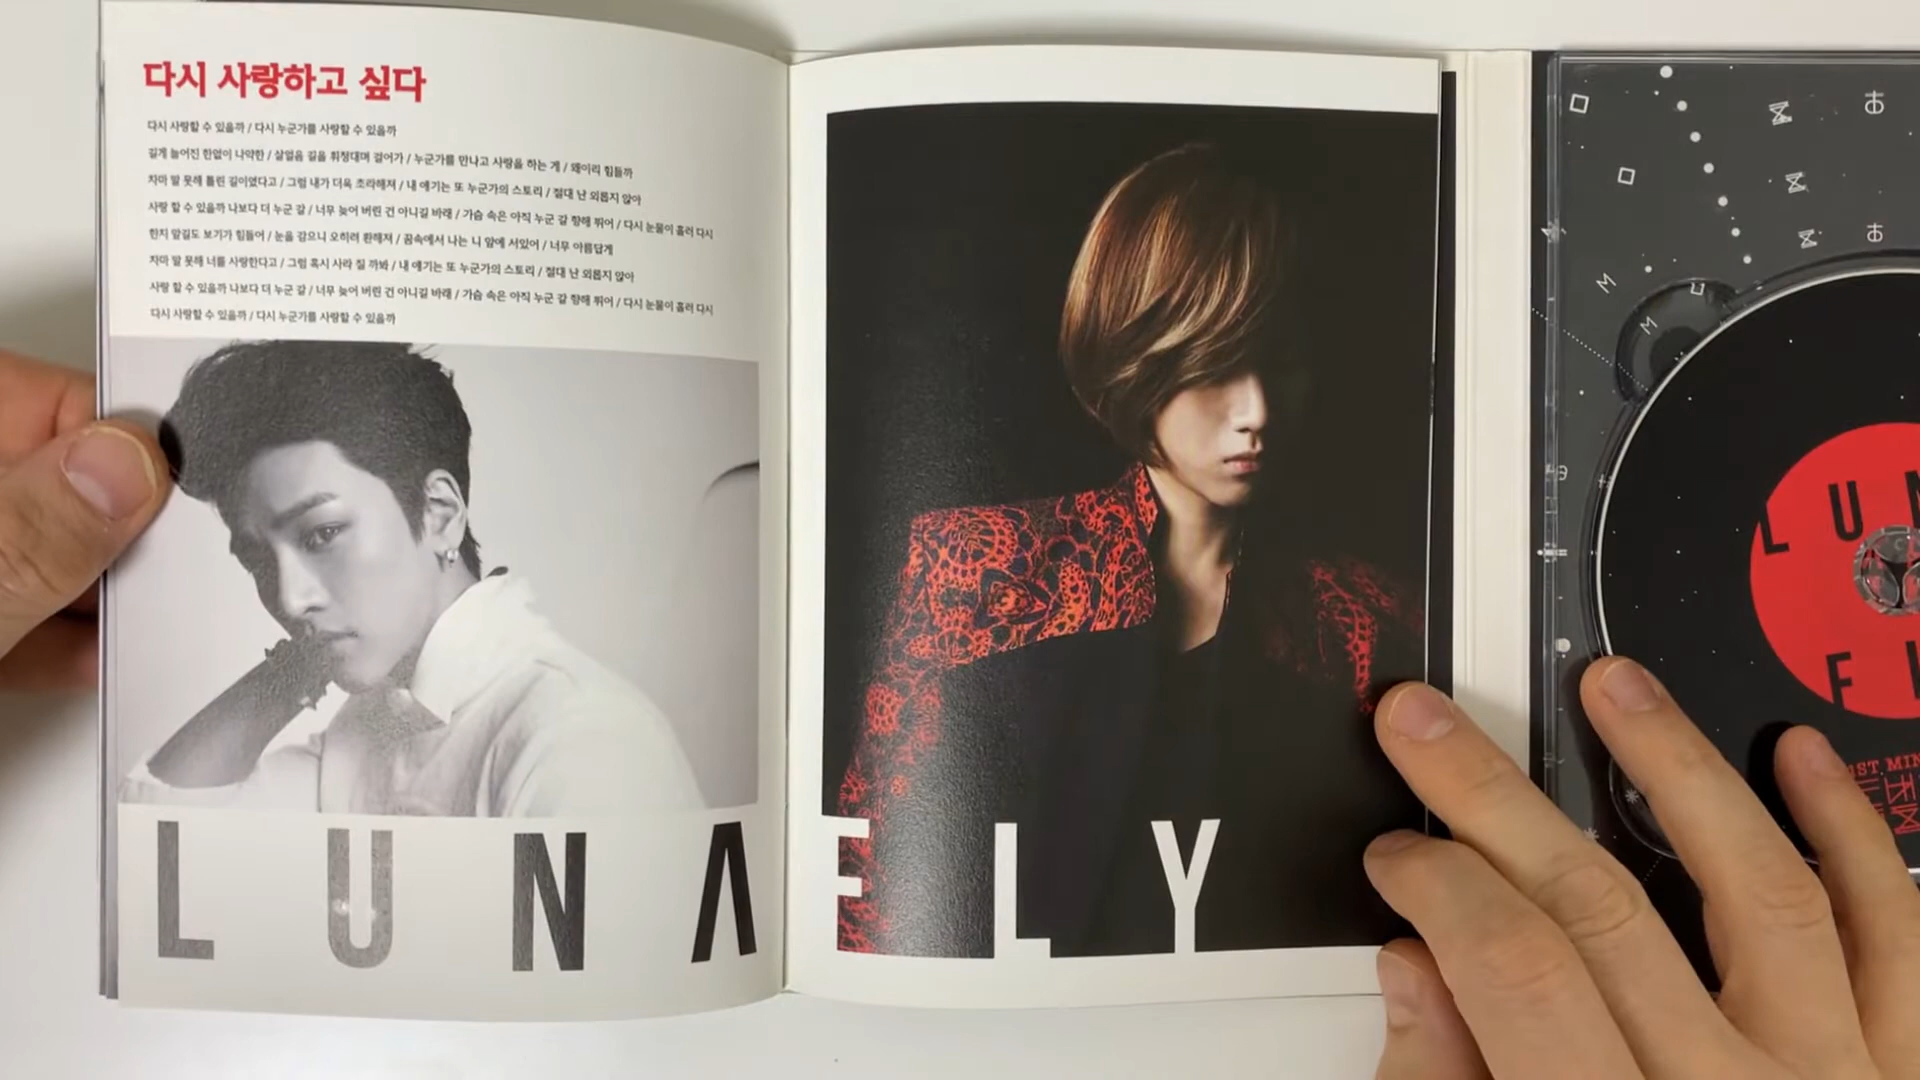 다시 사랑하고 싶다
다시 사랑할 수 있을까 / 다시 누군가를 사랑할 수 있을까
길게 늘어진 한없이 나약한 / 살얼음 길을 휘청대며 걸어가 / 누군가를 만나고 사랑을 하는 게 / 왜이리 힘들까
차마 말 못해 틀린 길이였다고 / 그럼 내가 더욱 초라해져 / 내 얘기는 또 누군가의 스토리 / 절대 난 외롭지 않아
사랑 할 수 있을까 나보다 더 누군 갈 / 너무 늦어 버린 건 아니길 바래 / 가슴 속은 아직 누군 갈 향해 뛰어 / 다시 눈물이 흘러 다시
한치 앞길도 보기가 힘들어 / 눈을 감으니 오히려 환해져 / 꿈속에서 나는 니 앞에 서있어 / 너무 아름답게
차마 말 못해 너를 사랑한다고 / 그럼 혹시 사라 질 까봐 / 내 얘기는 또 누군가의 스토리 / 절대 난 외롭지 않아
사랑 할 수 있을까 나보다 더 누군 갈 / 너무 늦어 버린 건 아니길 바래 / 가슴 속은 아직 누군 갈 향해 뛰어 / 다시 눈물이 흘러 다시
다시 사랑할 수 있을까 / 다시 누군가를 사랑할 수 있을까
LUNA
FLY
LUN
FL
1ST MIN